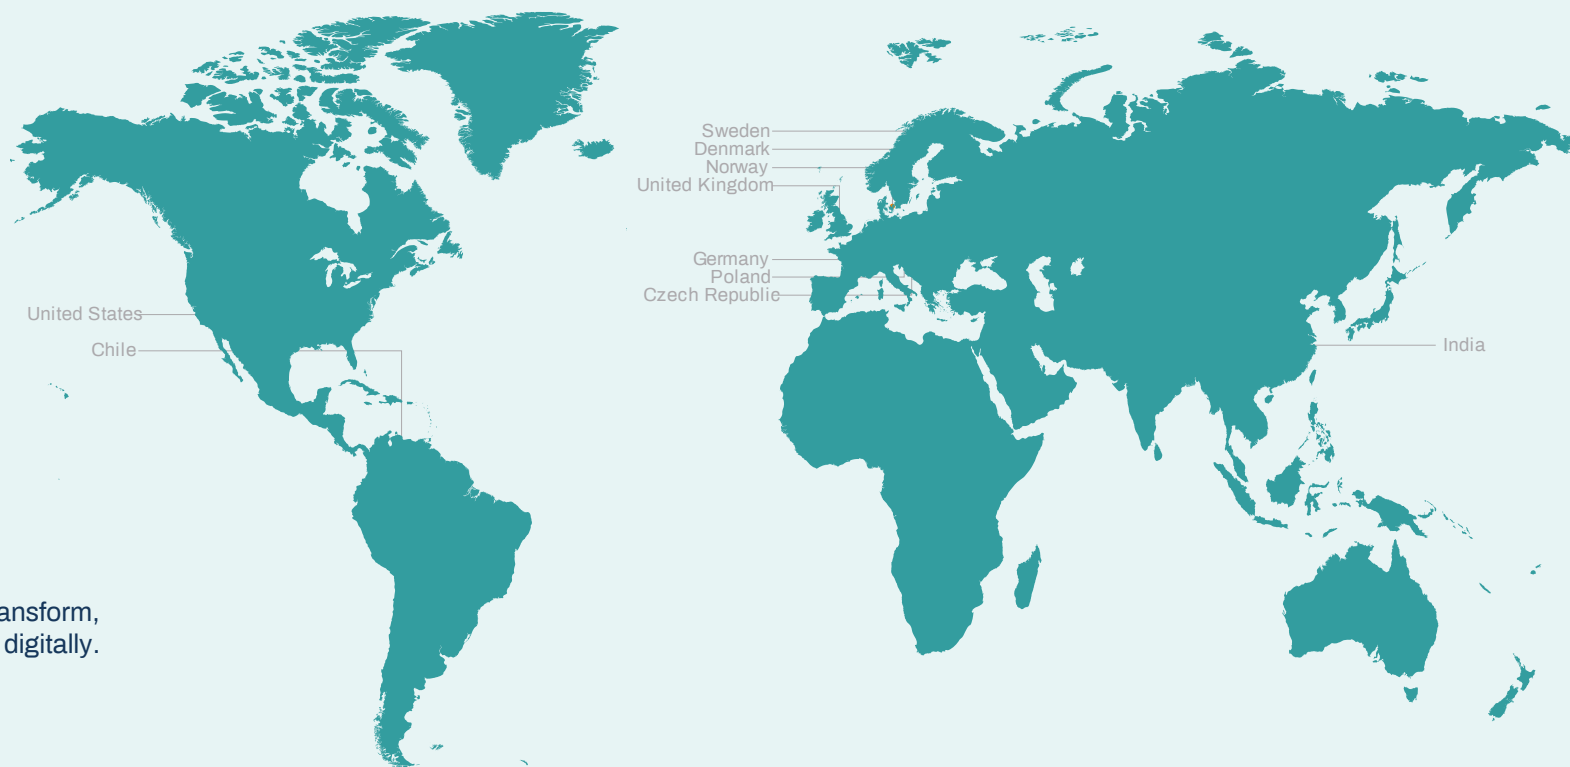 Sweden
Denmark
Norway
United Kingdom
Germany
Poland
Czech Republic
United States
Chile
India
ansform,
digitally.